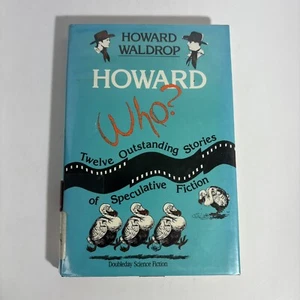 HOWARD
WALDROP
HOWARD
Who?
Twelve Outstanding Stories
of Speculative Fiction
Doubleday Science Fiction